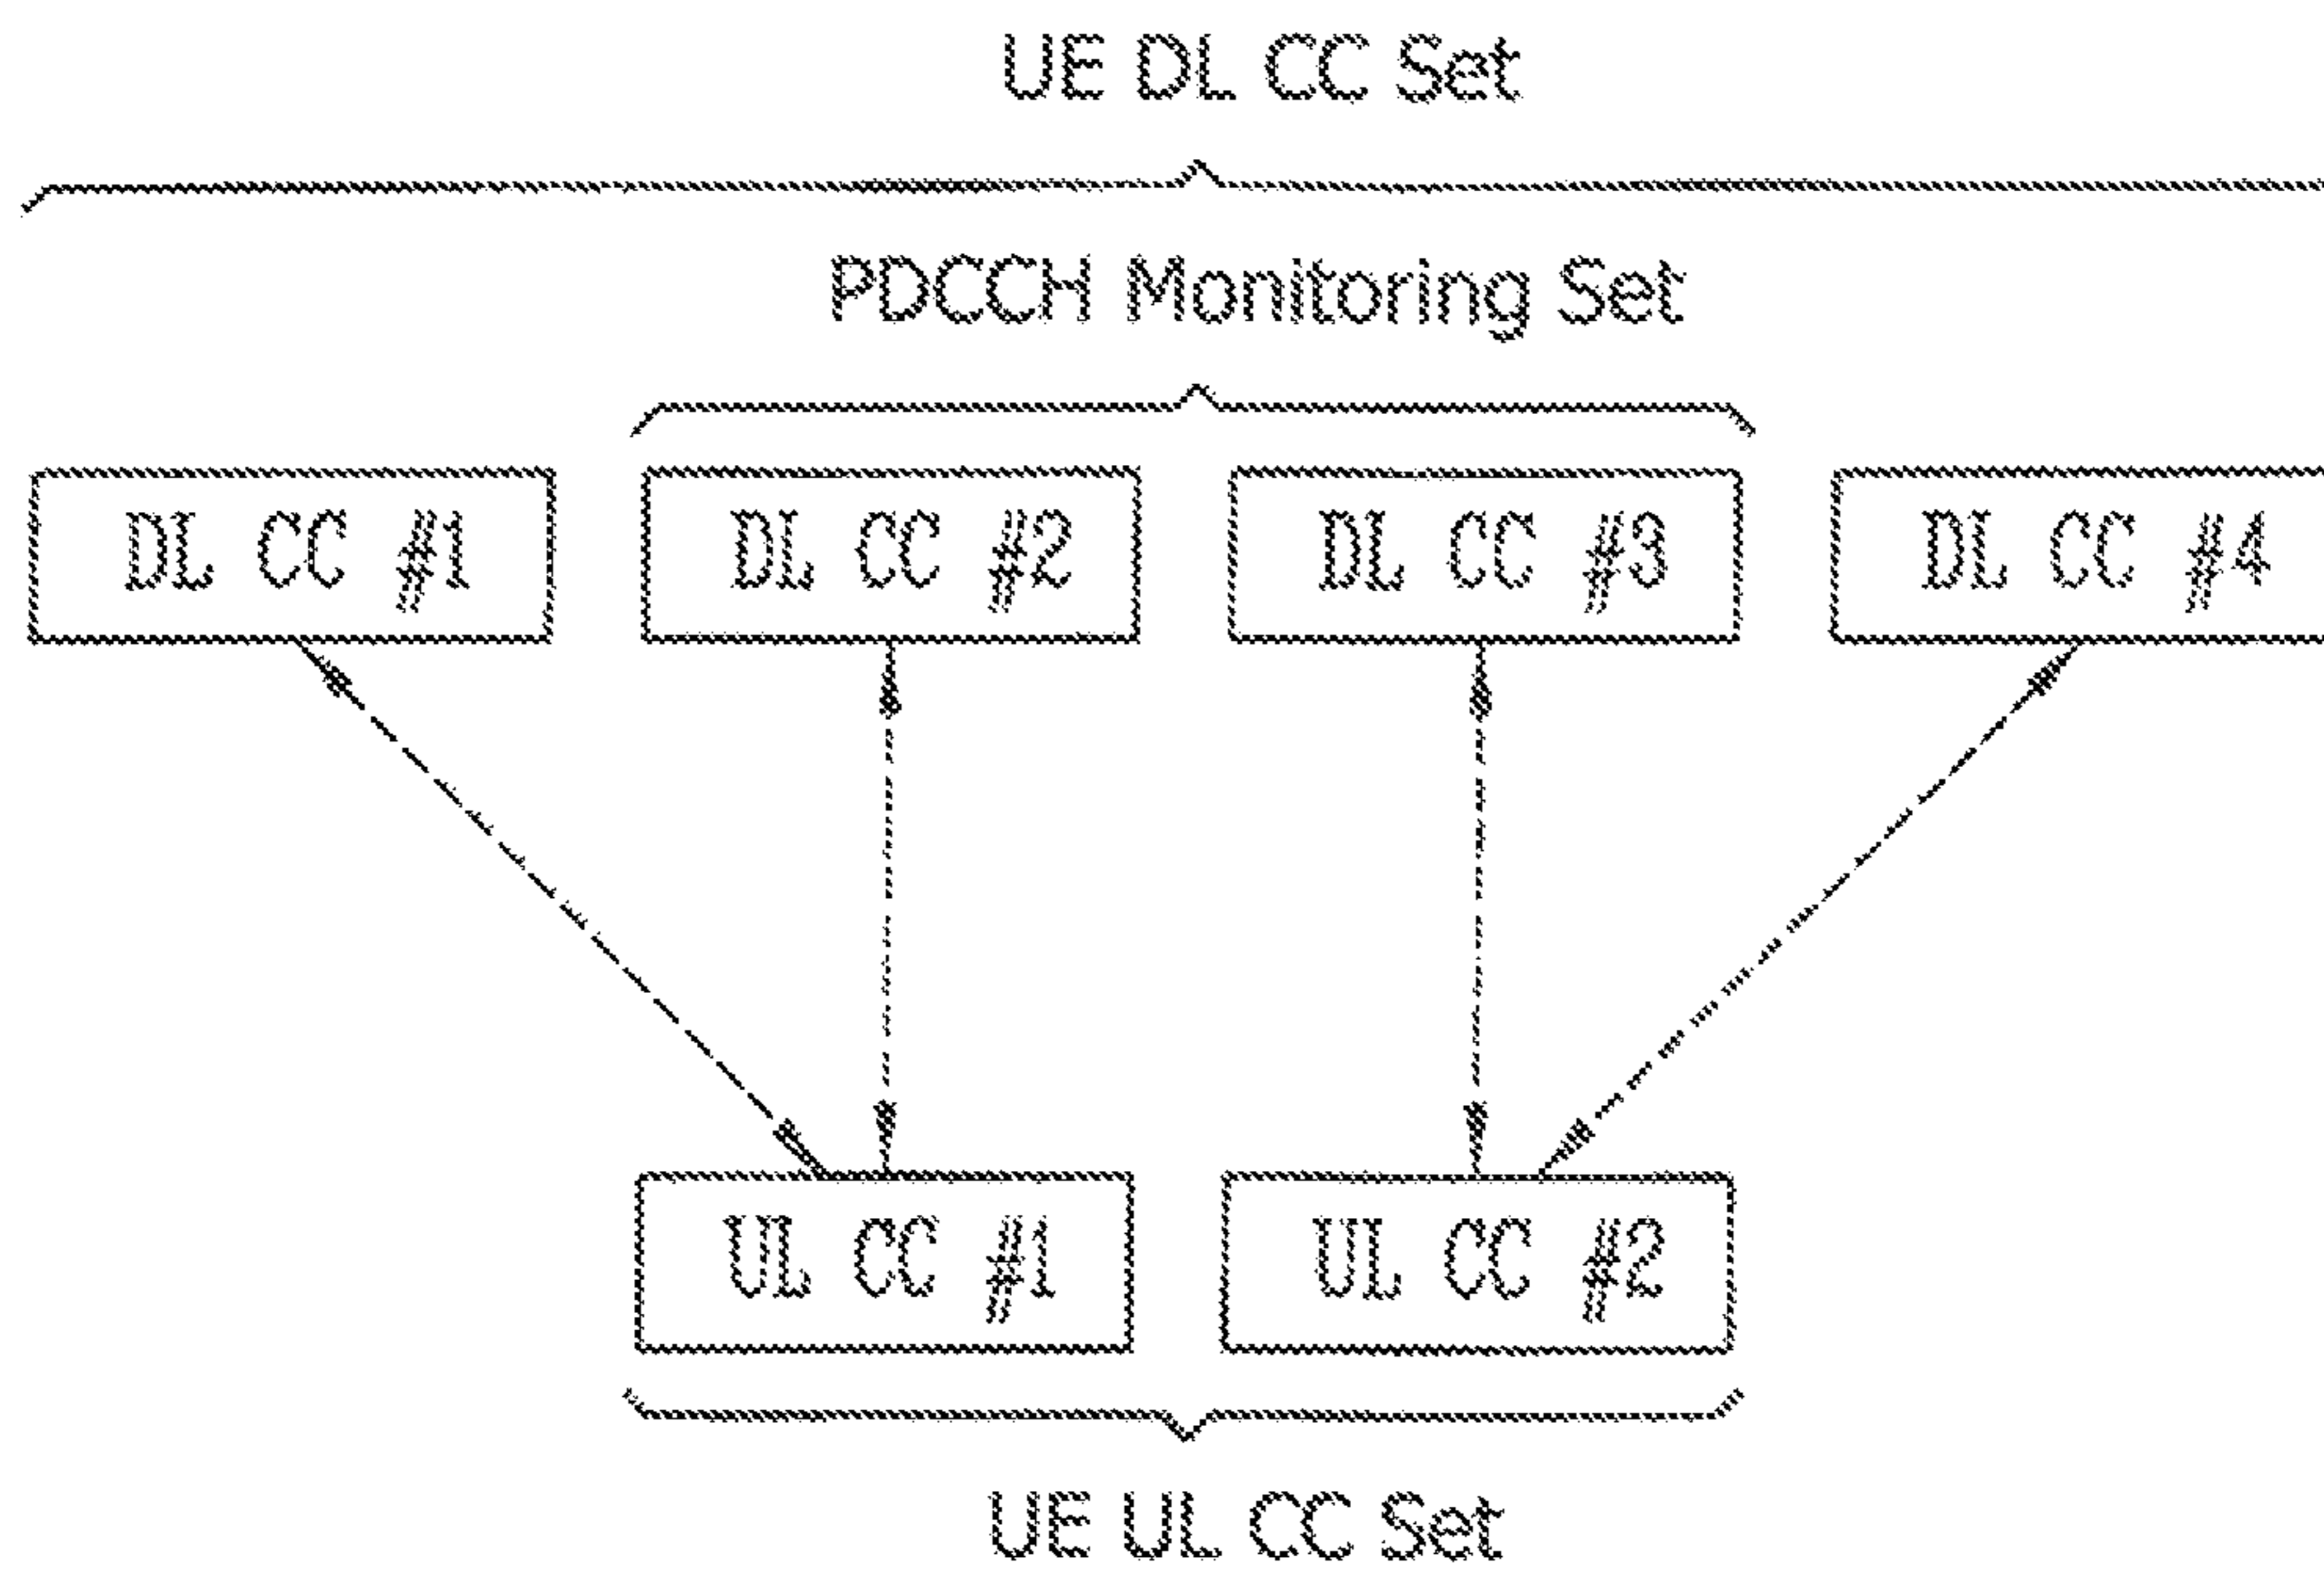 UE DL CC Set
PDCCH Monitoring Set
DL CC #1 DL CC #2 DL CC #3 DL CC #4
UL CC #1 UL CC #2
UE UL CC Set